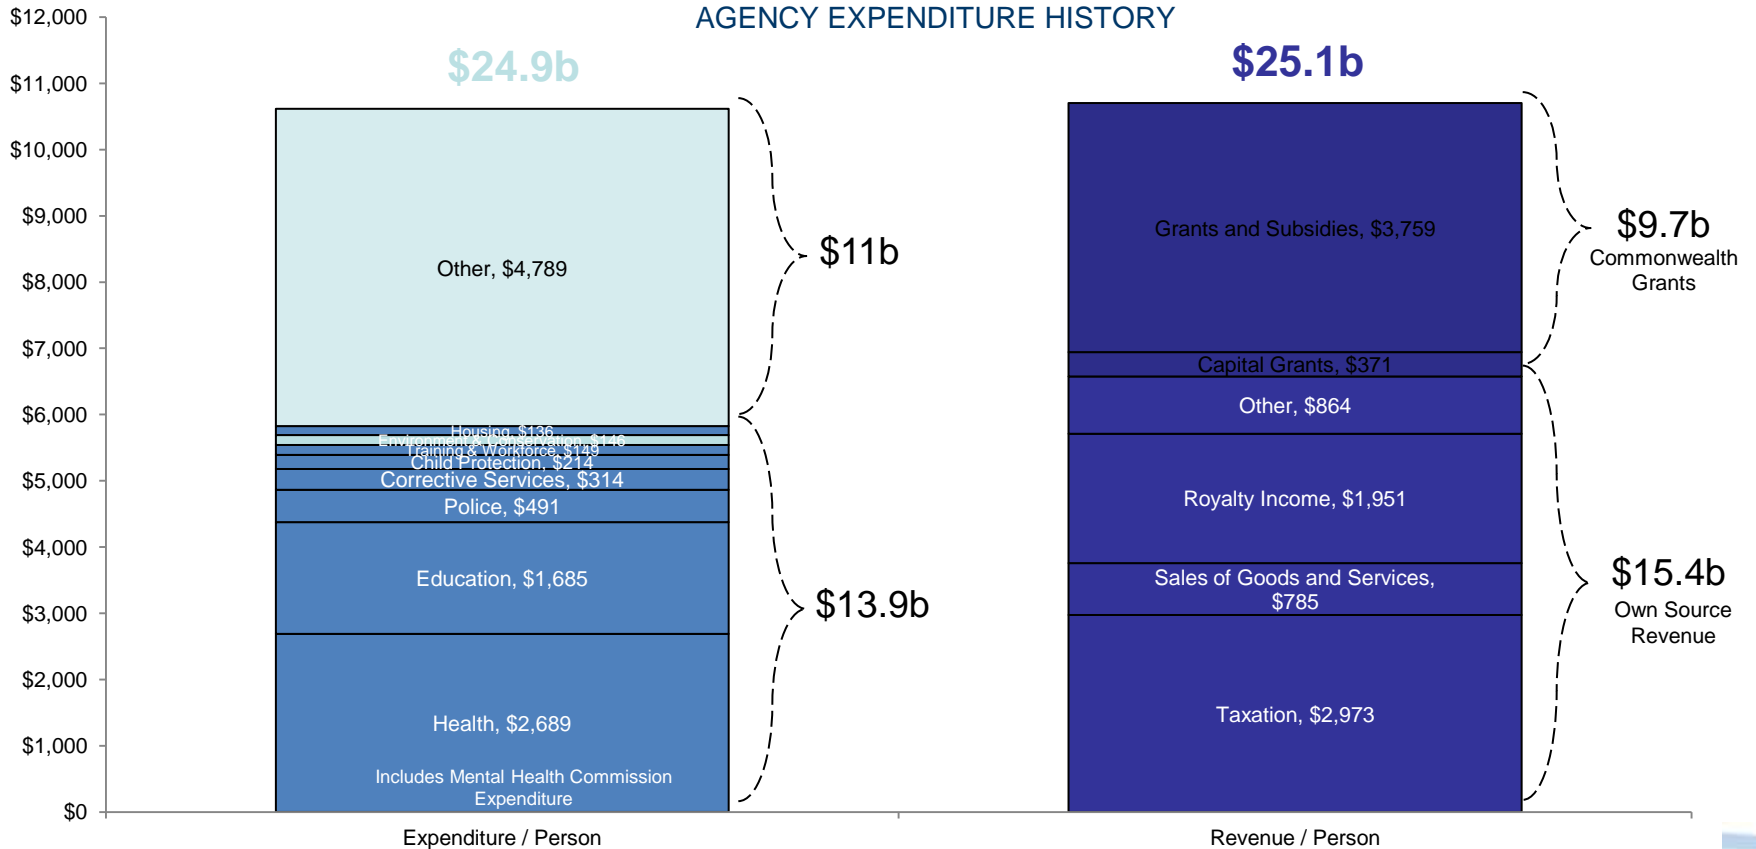 AGENCY EXPENDITURE HISTORY
$12,000
$11,000
$10,000
$9,000
$8,000
$7,000
$6,000
$5,000
$4,000
$3,000
$2,000
$1,000
$0
$24.9b
Other, $4,789
Housing, $136
Environment & Conservation, $146
Training & Workforce, $149
Child Protection, $214
Corrective Services, $314
Police, $491
Education, $1,685
Health, $2,689
Includes Mental Health Commission
Expenditure
$11b
$13.9b
Expenditure / Person
$25.1b
Grants and Subsidies, $3,759
Capital Grants, $371
Other, $864
Royalty Income, $1,951
Sales of Goods and Services,
$785
Taxation, $2,973
$9.7b
Commonwealth
Grants
$15.4b
Own Source
Revenue
Revenue / Person